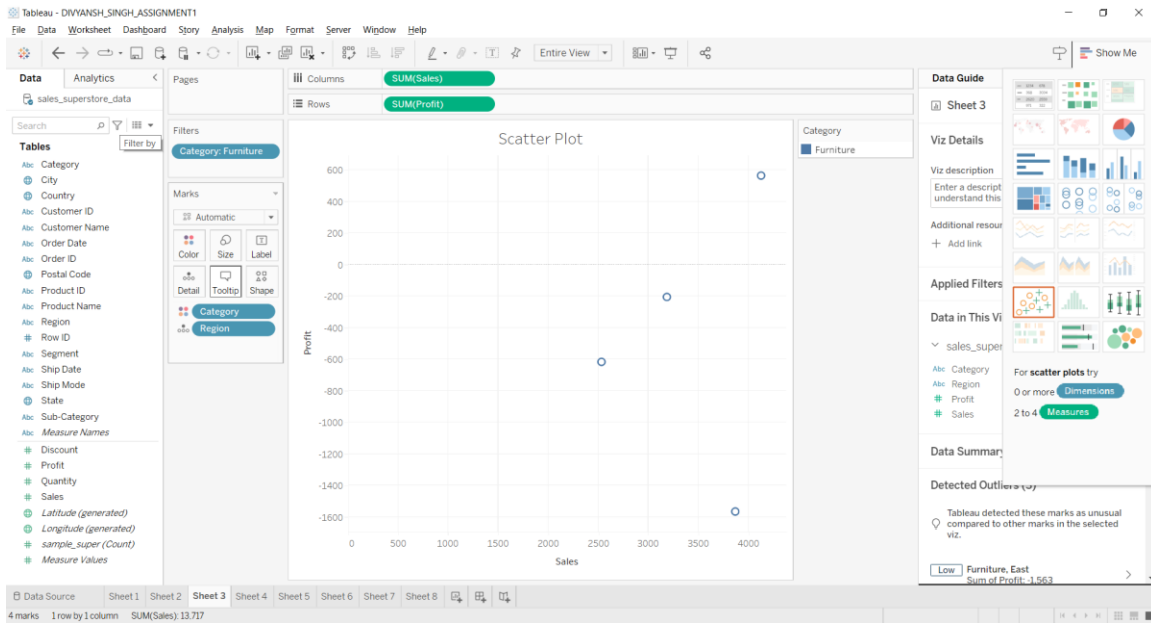 Tableau - DIVYANSH_SINGH_ASSIGNMENT1
File Data Worksheet Dashboard Story Analysis Map Format Server Window Help
Entire View
Show Me
Data Analytics
sales_superstore_data
Search
Filter by
Tables
Abc Category
City
Country
Abc Customer ID
Abc Customer Name
Abc Order Date
Abc Order ID
Postal Code
Abc Product ID
Abc Product Name
Abc Region
# Row ID
Abc Segment
Abc Ship Date
Abc Ship Mode
State
Abc Sub-Category
Abc Measure Names
# Discount
# Profit
# Quantity
# Sales
Latitude (generated)
Longitude (generated)
# sample_super (Count)
# Measure Values
Pages
Filters
Category: Furniture
Marks
Automatic
Color Size Label
Detail Tooltip Shape
Category
Region
Columns SUM(Sales)
Rows SUM(Profit)
Scatter Plot
Profit
600
400
200
0
-200
-400
-600
-800
-1000
-1200
-1400
-1600
0 500 1000 1500 2000 2500 3000 3500 4000
Sales
Category
Furniture
Data Guide
Sheet 3
Viz Details
Viz description
Enter a descript
understand this
Additional resour
+ Add link
Applied Filters
Data in This Vi
sales_super
Abc Category
Abc Region
# Profit
# Sales
Data Summary
Detected Outliers (3)
Tableau detected these marks as unusual
compared to other marks in the selected
viz.
Low Furniture, East
Sum of Profit: -1,563
For scatter plots try
0 or more Dimensions
2 to 4 Measures
Data Source Sheet 1 Sheet 2 Sheet 3 Sheet 4 Sheet 5 Sheet 6 Sheet 7 Sheet 8
4 marks 1 row by 1 column SUM(Sales): 13.717